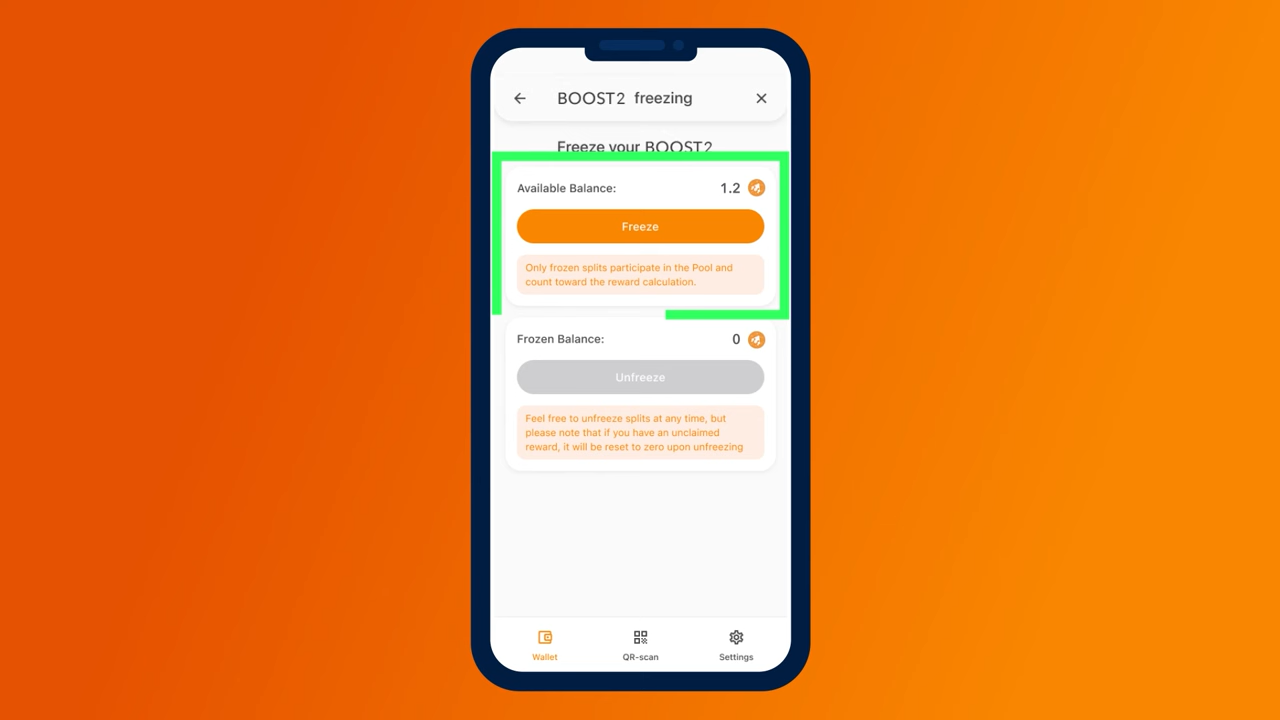 BOOST2 freezing
Freeze your BOOST2
Available Balance: 1.2
Freeze
Only frozen splits participate in the Pool and
count toward the reward calculation.
Frozen Balance: 0
Unfreeze
Feel free to unfreeze splits at any time, but
please note that if you have an unclaimed
reward, it will be reset to zero upon unfreezing
Wallet QR-scan Settings